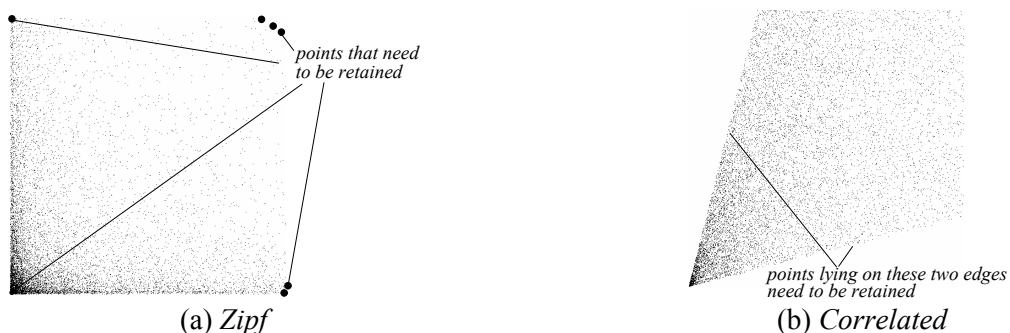 points that need
to be retained
(a) Zipf
points lying on these two edges
need to be retained
(b) Correlated